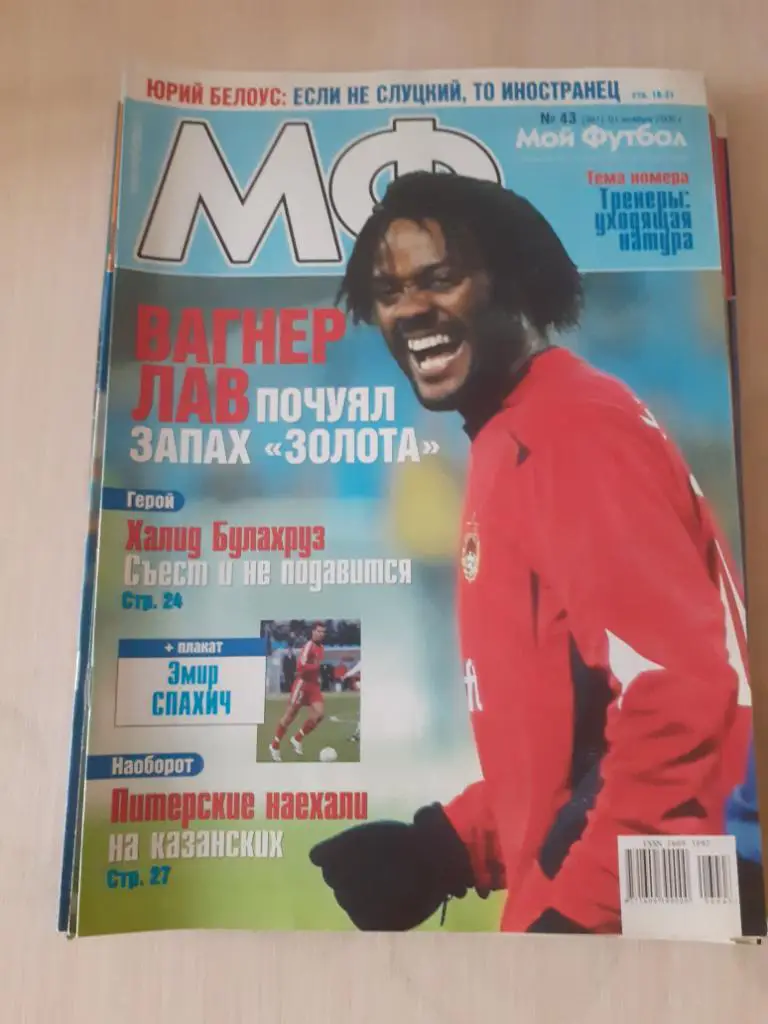 ЮРИЙ БЕЛОУС: ЕСЛИ НЕ СЛУЦКИЙ, ТО ИНОСТРАНЕЦ
МФ
№ 43
Мой Футбол
Тема номера
Тренеры:
уходящая
натура
ВАГНЕР
ЛАВ ПОЧУЯЛ
ЗАПАХ «ЗОЛОТА»
Герой
Халид Булахруз
Съест и не подавится
Стр. 24
+ плакат
Эмир
СПАХИЧ
Наоборот
Питерские наехали
на казанских
Стр. 27